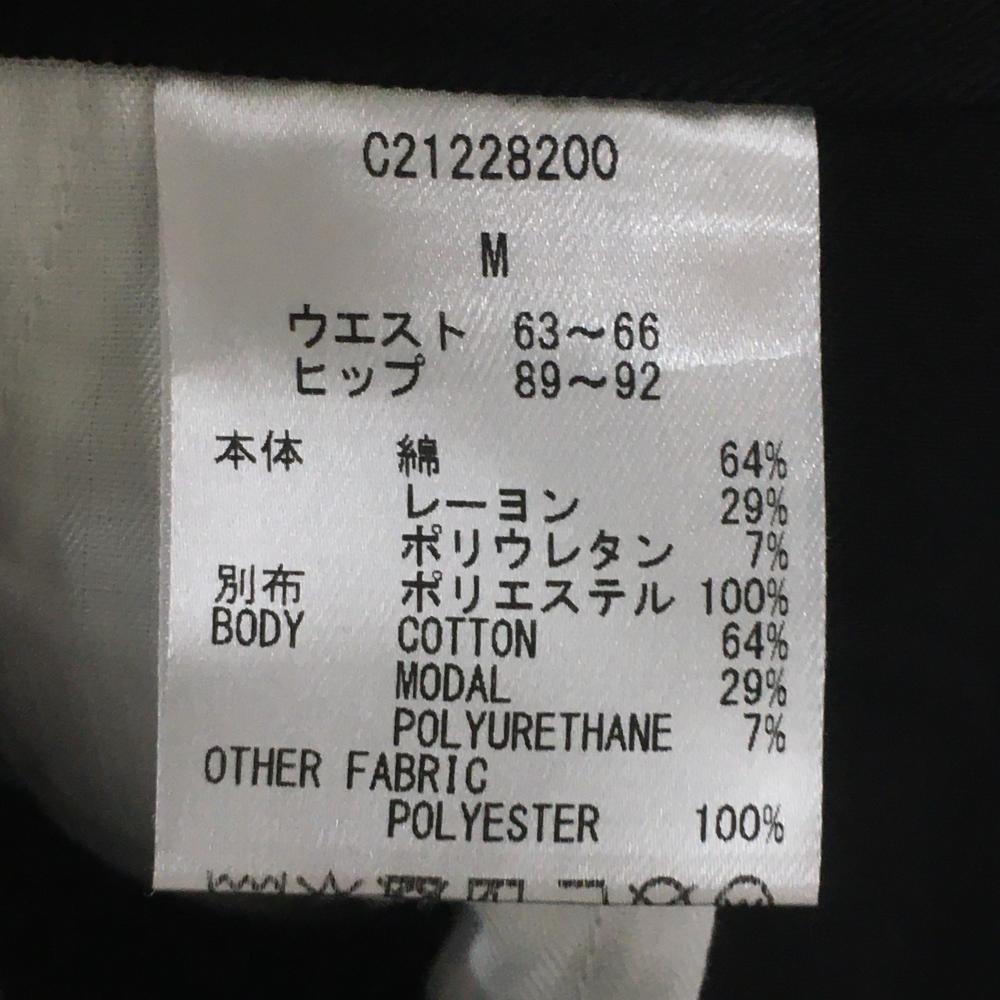 C21228200
M
ウエスト 63～66
ヒップ 89～92
本体 綿 64%
レーヨン 29%
ポリウレタン 7%
別布 ポリエステル 100%
BODY COTTON 64%
MODAL 29%
POLYURETHANE 7%
OTHER FABRIC
POLYESTER 100%